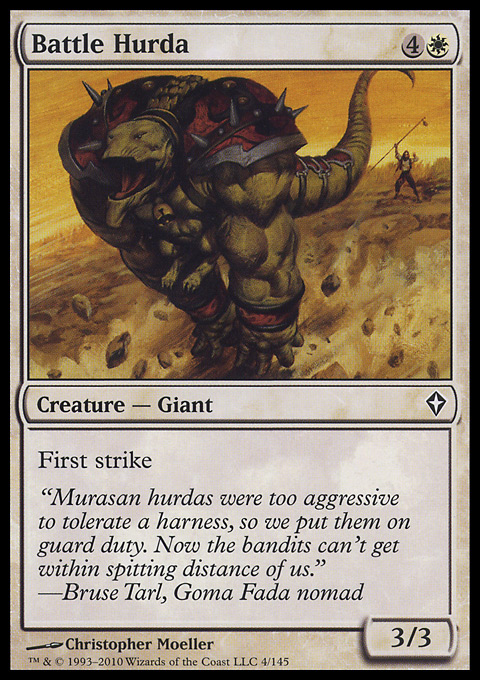 Battle Hurda 4
Creature — Giant
First strike
“Murasan hurdas were too aggressive
to tolerate a harness, so we put them on
guard duty. Now the bandits can’t get
within spitting distance of us.”
—Bruse Tarl, Goma Fada nomad
Christopher Moeller
3/3
™ & © 1993–2010 Wizards of the Coast LLC 4/145